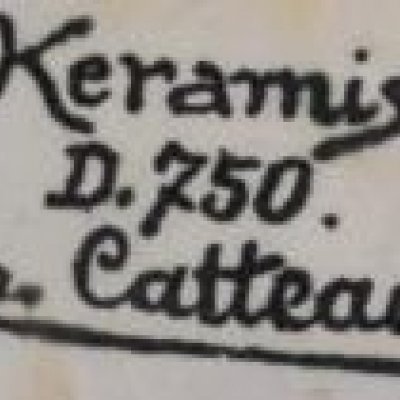 Keramis
D. 750.
. Catteau